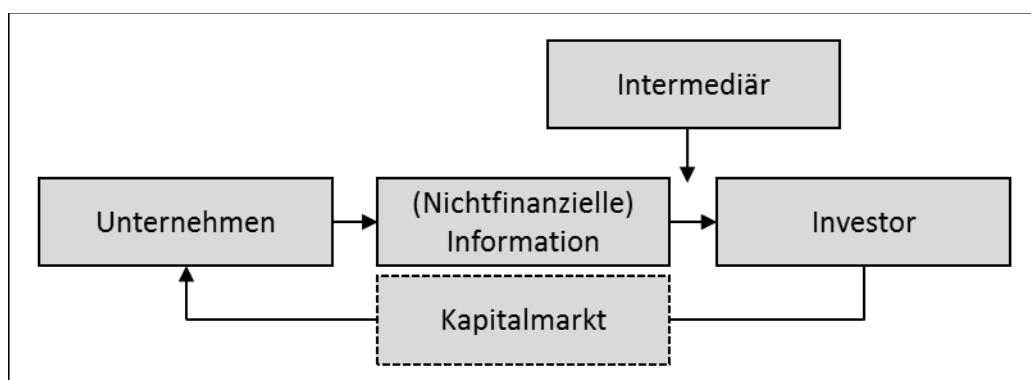 Intermediär
Unternehmen
(Nichtfinanzielle)
Information
Investor
Kapitalmarkt